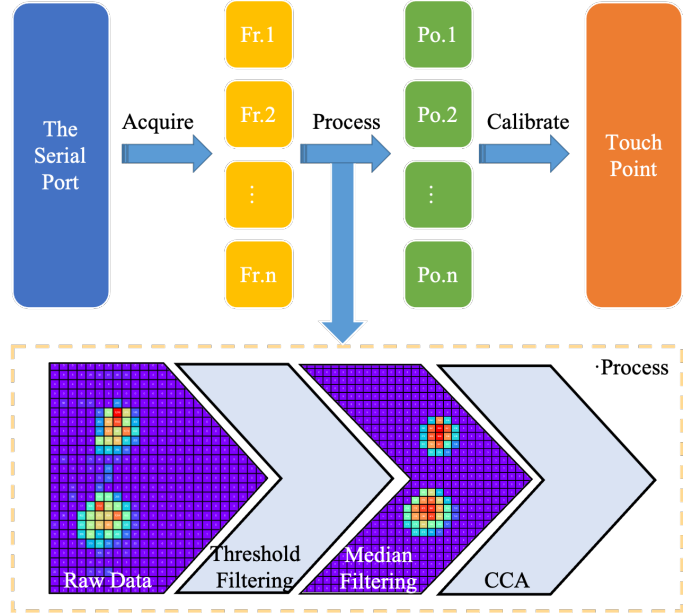 The
Serial
Port
Acquire
Fr.1
Fr.2
⋮
Fr.n
Process
Po.1
Po.2
⋮
Po.n
Calibrate
Touch
Point
·Process
Raw Data
Threshold
Filtering
Median
Filtering
CCA